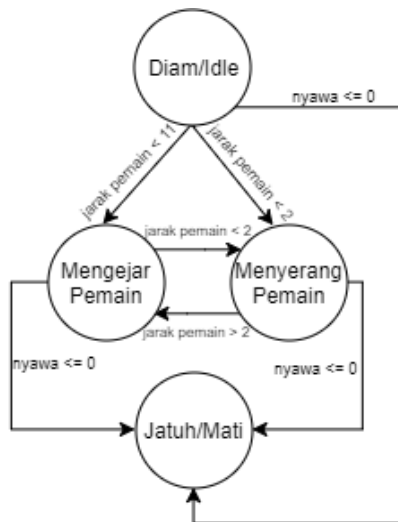 Diam/Idle
nyawa <= 0
jarak pemain < 11
jarak pemain < 2
jarak pemain < 2
Mengejar
Pemain
Menyerang
Pemain
jarak pemain > 2
nyawa <= 0
nyawa <= 0
Jatuh/Mati